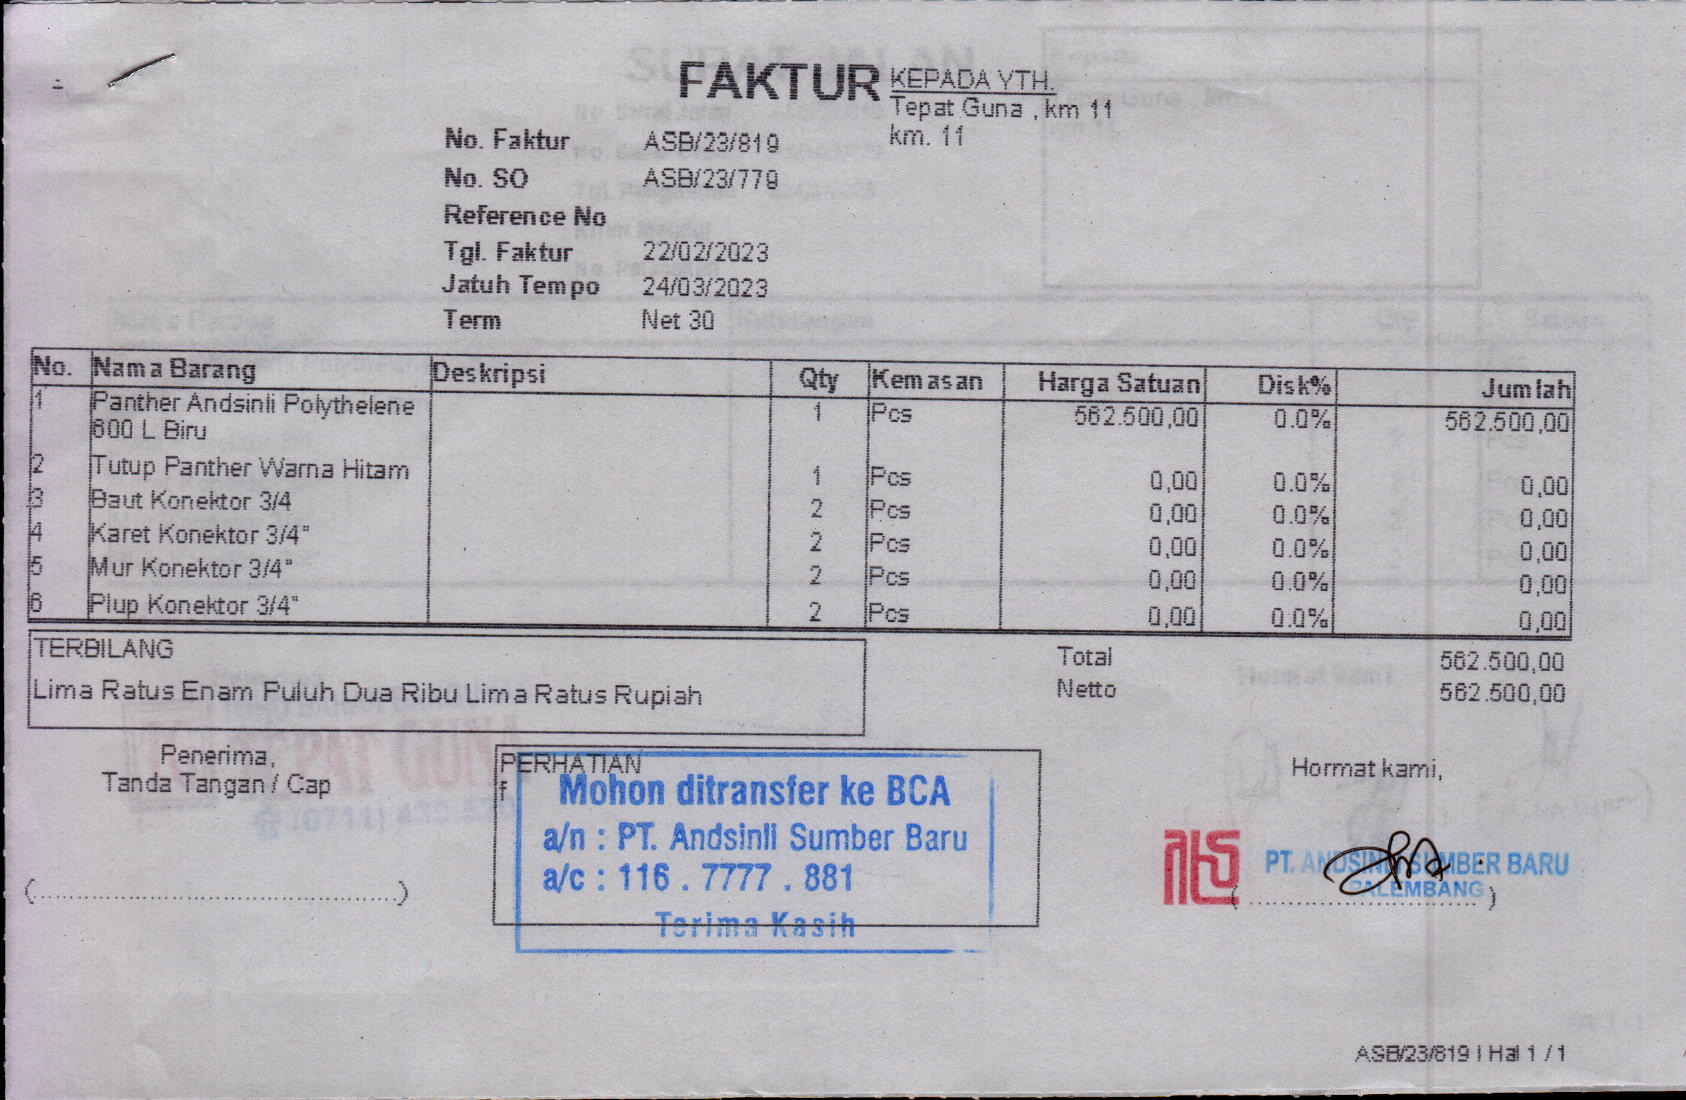 FAKTUR
KEPADA YTH.
Tepat Guna , km 11
km. 11
No. Faktur ASB/23/819
No. SO ASB/23/779
Reference No
Tgl. Faktur 22/02/2023
Jatuh Tempo 24/03/2023
Term Net 30
No. Nama Barang Deskripsi Qty Kemasan Harga Satuan Disk% Jumlah
1 Panther Andsinli Polythelene 1 Pcs 562.500,00 0.0% 562.500,00
600 L Biru
2 Tutup Panther Warna Hitam 1 Pcs 0,00 0.0% 0,00
3 Baut Konektor 3/4 2 Pcs 0,00 0.0% 0,00
4 Karet Konektor 3/4" 2 Pcs 0,00 0.0% 0,00
5 Mur Konektor 3/4" 2 Pcs 0,00 0.0% 0,00
6 Plup Konektor 3/4" 2 Pcs 0,00 0.0% 0,00
TERBILANG
Lima Ratus Enam Puluh Dua Ribu Lima Ratus Rupiah
Total 562.500,00
Netto 562.500,00
Penerima,
Tanda Tangan / Cap
(..................................................)
PERHATIAN
f
Mohon ditransfer ke BCA
a/n : PT. Andsinli Sumber Baru
a/c : 116 . 7777 . 881
Terima Kasih
Hormat kami,
PT. ANDSINLI SUMBER BARU
PALEMBANG
(................................)
ASB/23/819 | Hal 1 / 1